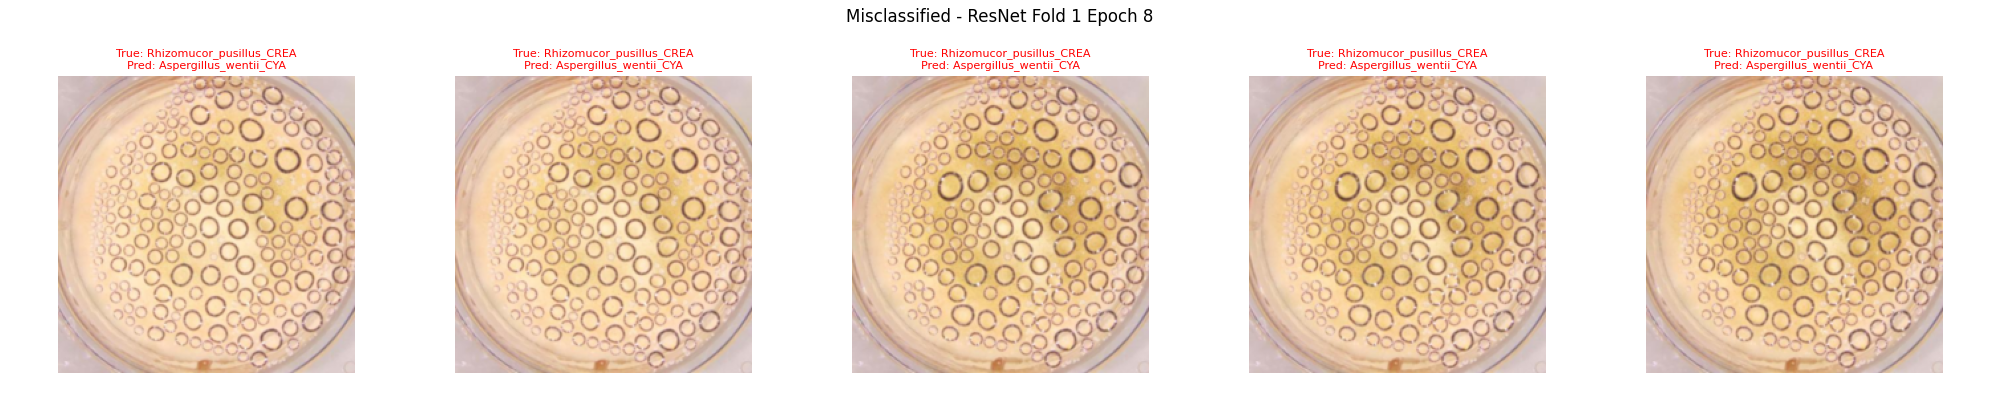 Misclassified - ResNet Fold 1 Epoch 8
True: Rhizomucor_pusillus_CREA
Pred: Aspergillus_wentii_CYA
True: Rhizomucor_pusillus_CREA
Pred: Aspergillus_wentii_CYA
True: Rhizomucor_pusillus_CREA
Pred: Aspergillus_wentii_CYA
True: Rhizomucor_pusillus_CREA
Pred: Aspergillus_wentii_CYA
True: Rhizomucor_pusillus_CREA
Pred: Aspergillus_wentii_CYA